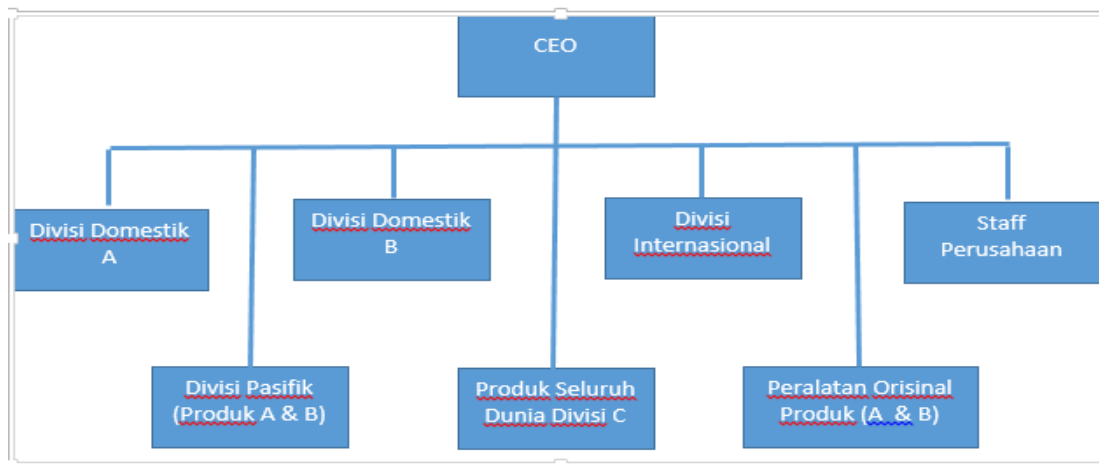 CEO
Divisi Domestik
A
Divisi Domestik
B
Divisi
Internasional
Staff
Perusahaan
Divisi Pasifik
(Produk A & B)
Produk Seluruh
Dunia Divisi C
Peralatan Orisinal
Produk (A & B)